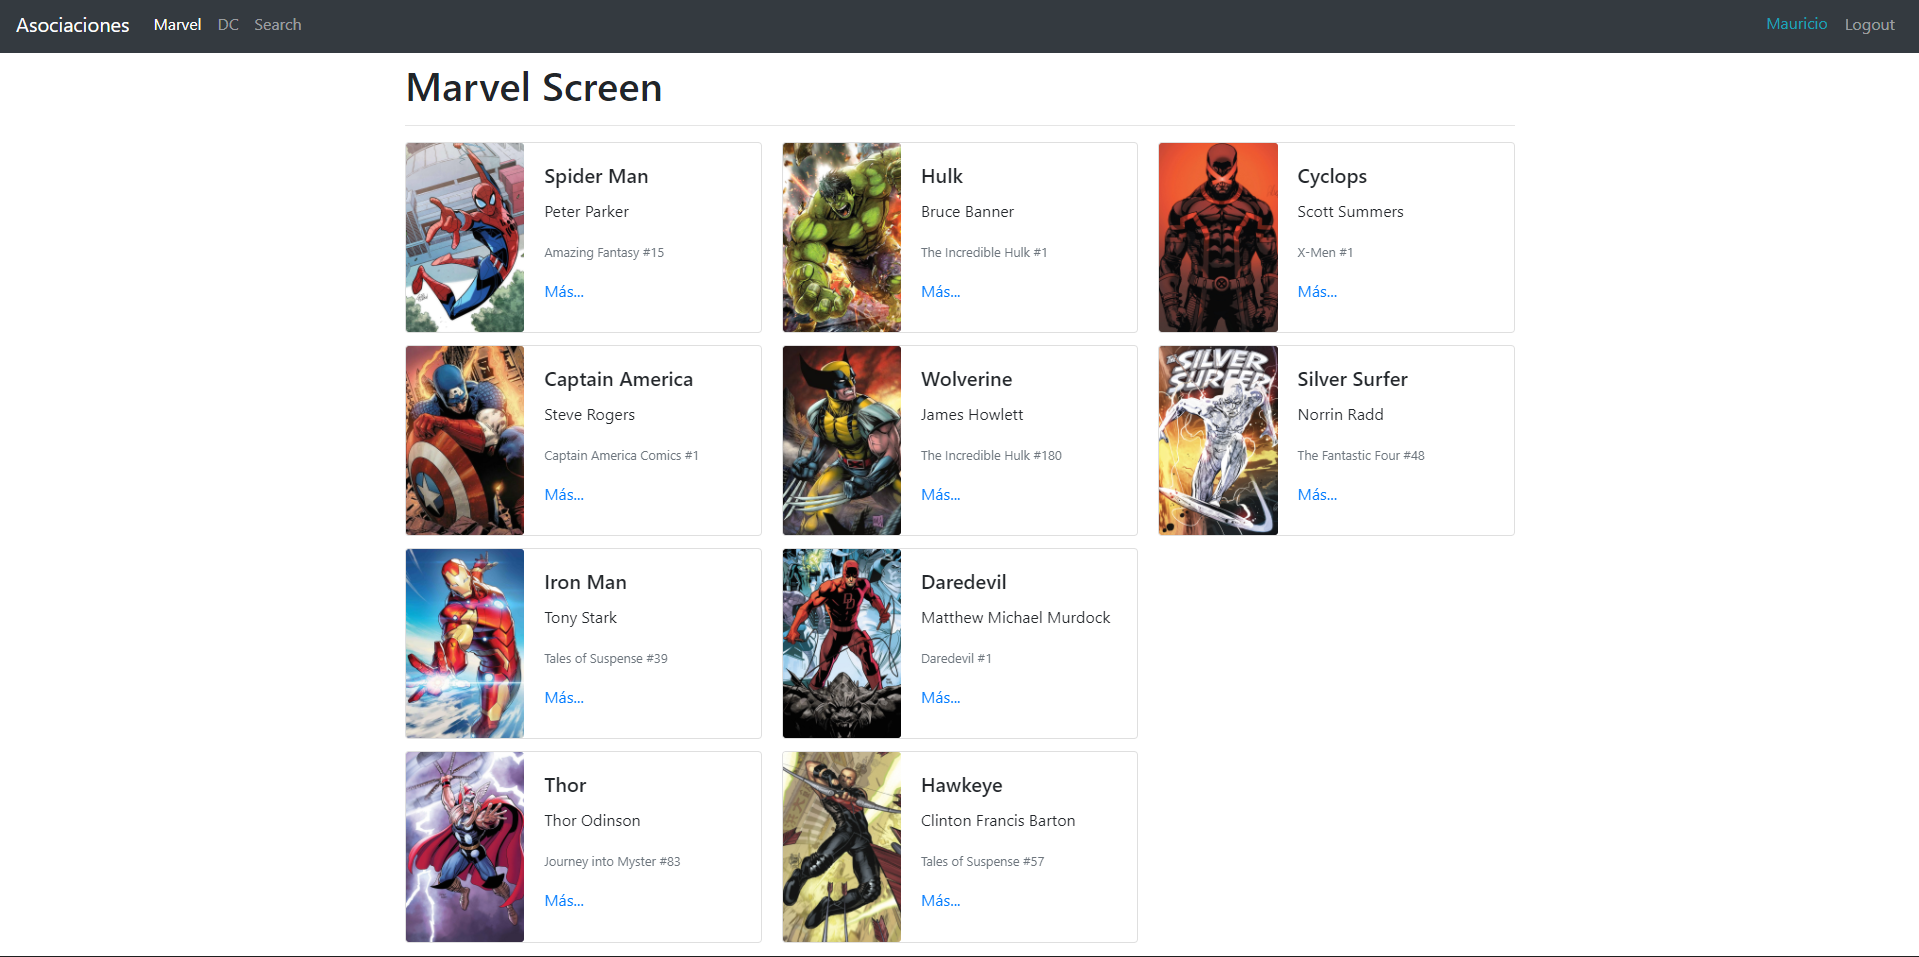 Asociaciones Marvel DC Search Mauricio Logout
Marvel Screen
Spider Man
Peter Parker
Amazing Fantasy #15
Más...
Captain America
Steve Rogers
Captain America Comics #1
Más...
Iron Man
Tony Stark
Tales of Suspense #39
Más...
Thor
Thor Odinson
Journey into Myster #83
Más...
Hulk
Bruce Banner
The Incredible Hulk #1
Más...
Wolverine
James Howlett
The Incredible Hulk #180
Más...
Daredevil
Matthew Michael Murdock
Daredevil #1
Más...
Hawkeye
Clinton Francis Barton
Tales of Suspense #57
Más...
Cyclops
Scott Summers
X-Men #1
Más...
THE SILVER
SURFER
Silver Surfer
Norrin Radd
The Fantastic Four #48
Más...